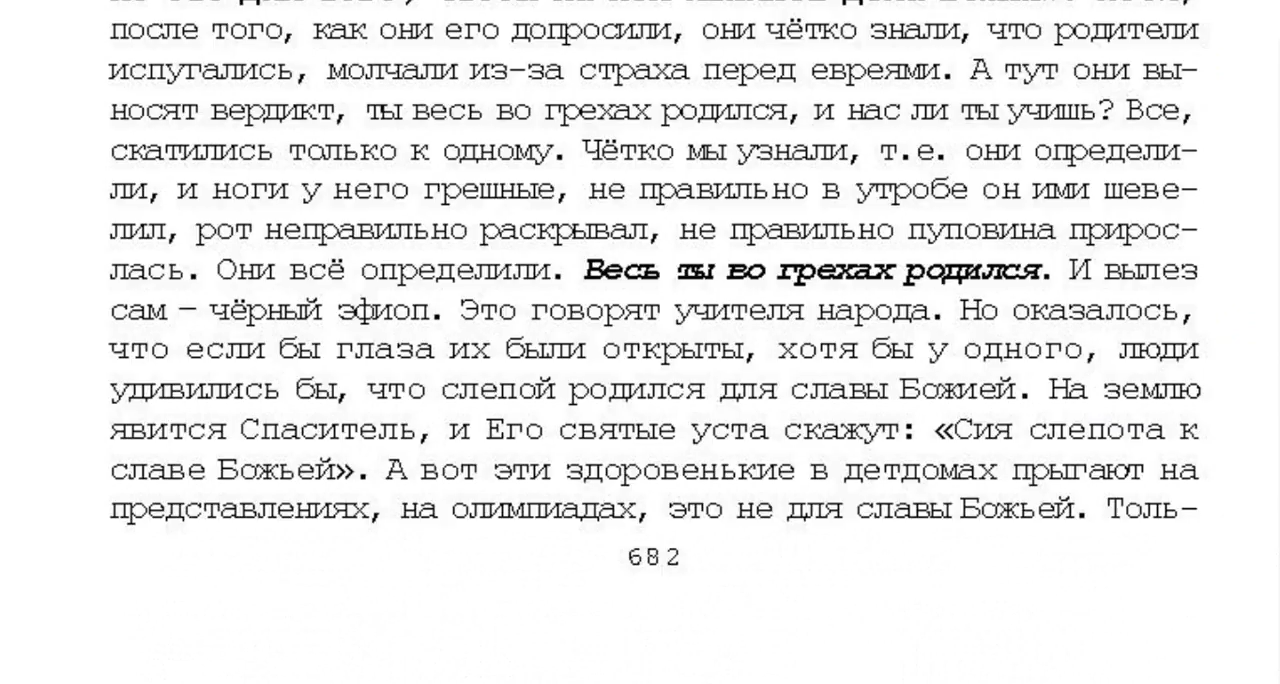 после того, как они его допросили, они чётко знали, что родители
испугались, молчали из-за страха перед евреями. А тут они вы-
носят вердикт, ты весь во грехах родился, и нас ли ты учишь? Все,
скатились только к одному. Чётко мы узнали, т.е. они определи-
ли, и ноги у него грешные, не правильно в утробе он ими шеве-
лил, рот неправильно раскрывал, не правильно пуповина прирос-
лась. Они всё определили. Весь ты во грехах родился. И вылез
сам – чёрный эфиоп. Это говорят учителя народа. Но оказалось,
что если бы глаза их были открыты, хотя бы у одного, люди
удивились бы, что слепой родился для славы Божией. На землю
явится Спаситель, и Его святые уста скажут: «Сия слепота к
славе Божьей». А вот эти здоровенькие в детдомах прыгают на
представлениях, на олимпиадах, это не для славы Божьей. Толь-
682